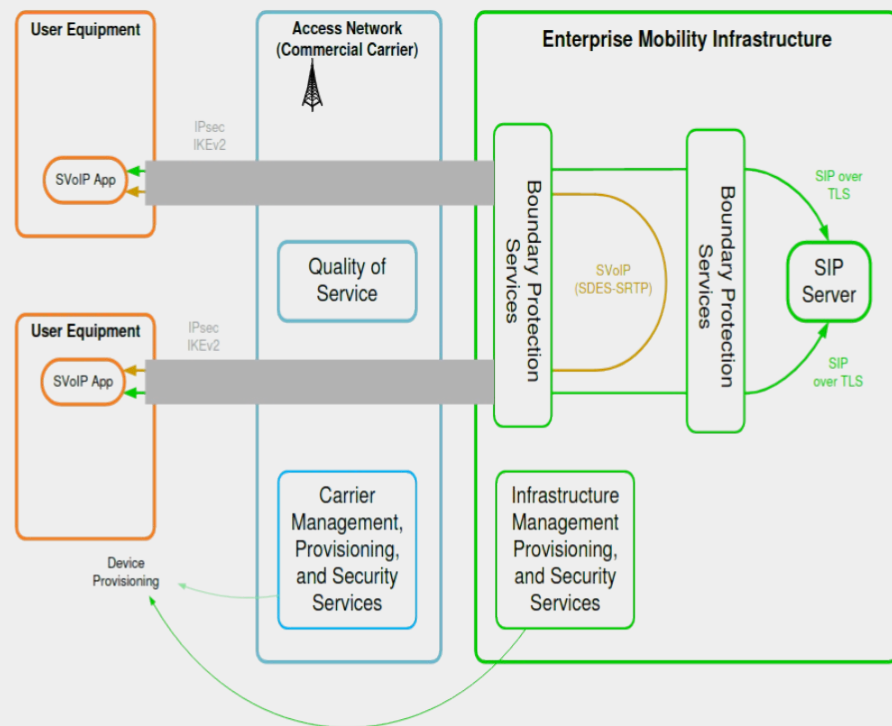 User Equipment
IPsec
IKEv2
SVoIP App
User Equipment
IPsec
IKEv2
SVoIP App
Device
Provisioning
Access Network
(Commercial Carrier)
Quality of
Service
Carrier
Management,
Provisioning,
and Security
Services
Enterprise Mobility Infrastructure
Boundary Protection
Services
SVoIP
(SDES-SRTP)
Boundary Protection
Services
SIP over
TLS
SIP
Server
SIP
over TLS
Infrastructure
Management
Provisioning,
and Security
Services